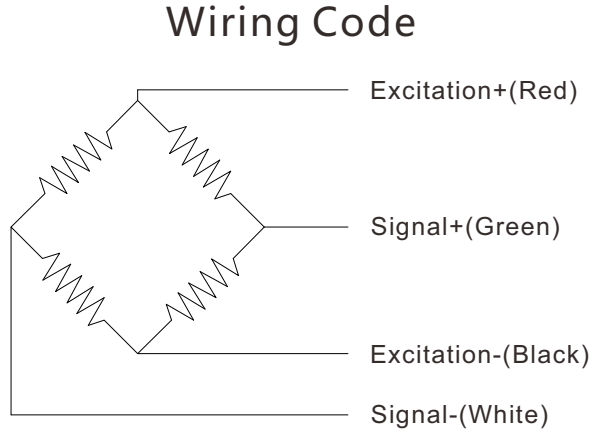 Wiring Code
Excitation+(Red)
Signal+(Green)
Excitation-(Black)
Signal-(White)